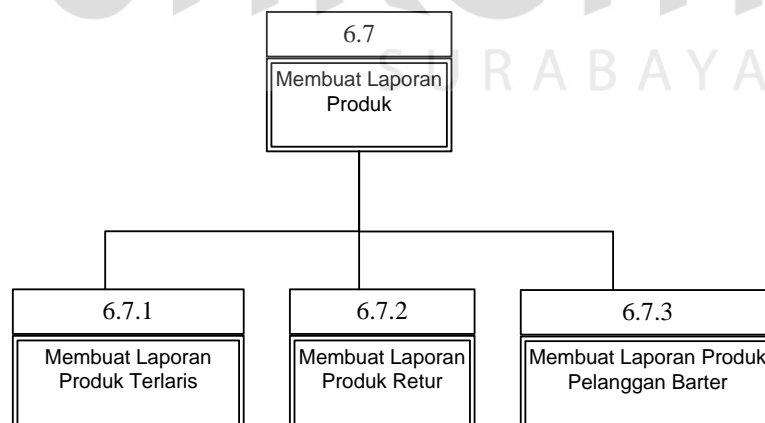 SURABAYA
6.7
Membuat Laporan
Produk
6.7.1
Membuat Laporan
Produk Terlaris
6.7.2
Membuat Laporan
Produk Retur
6.7.3
Membuat Laporan Produk
Pelanggan Barter